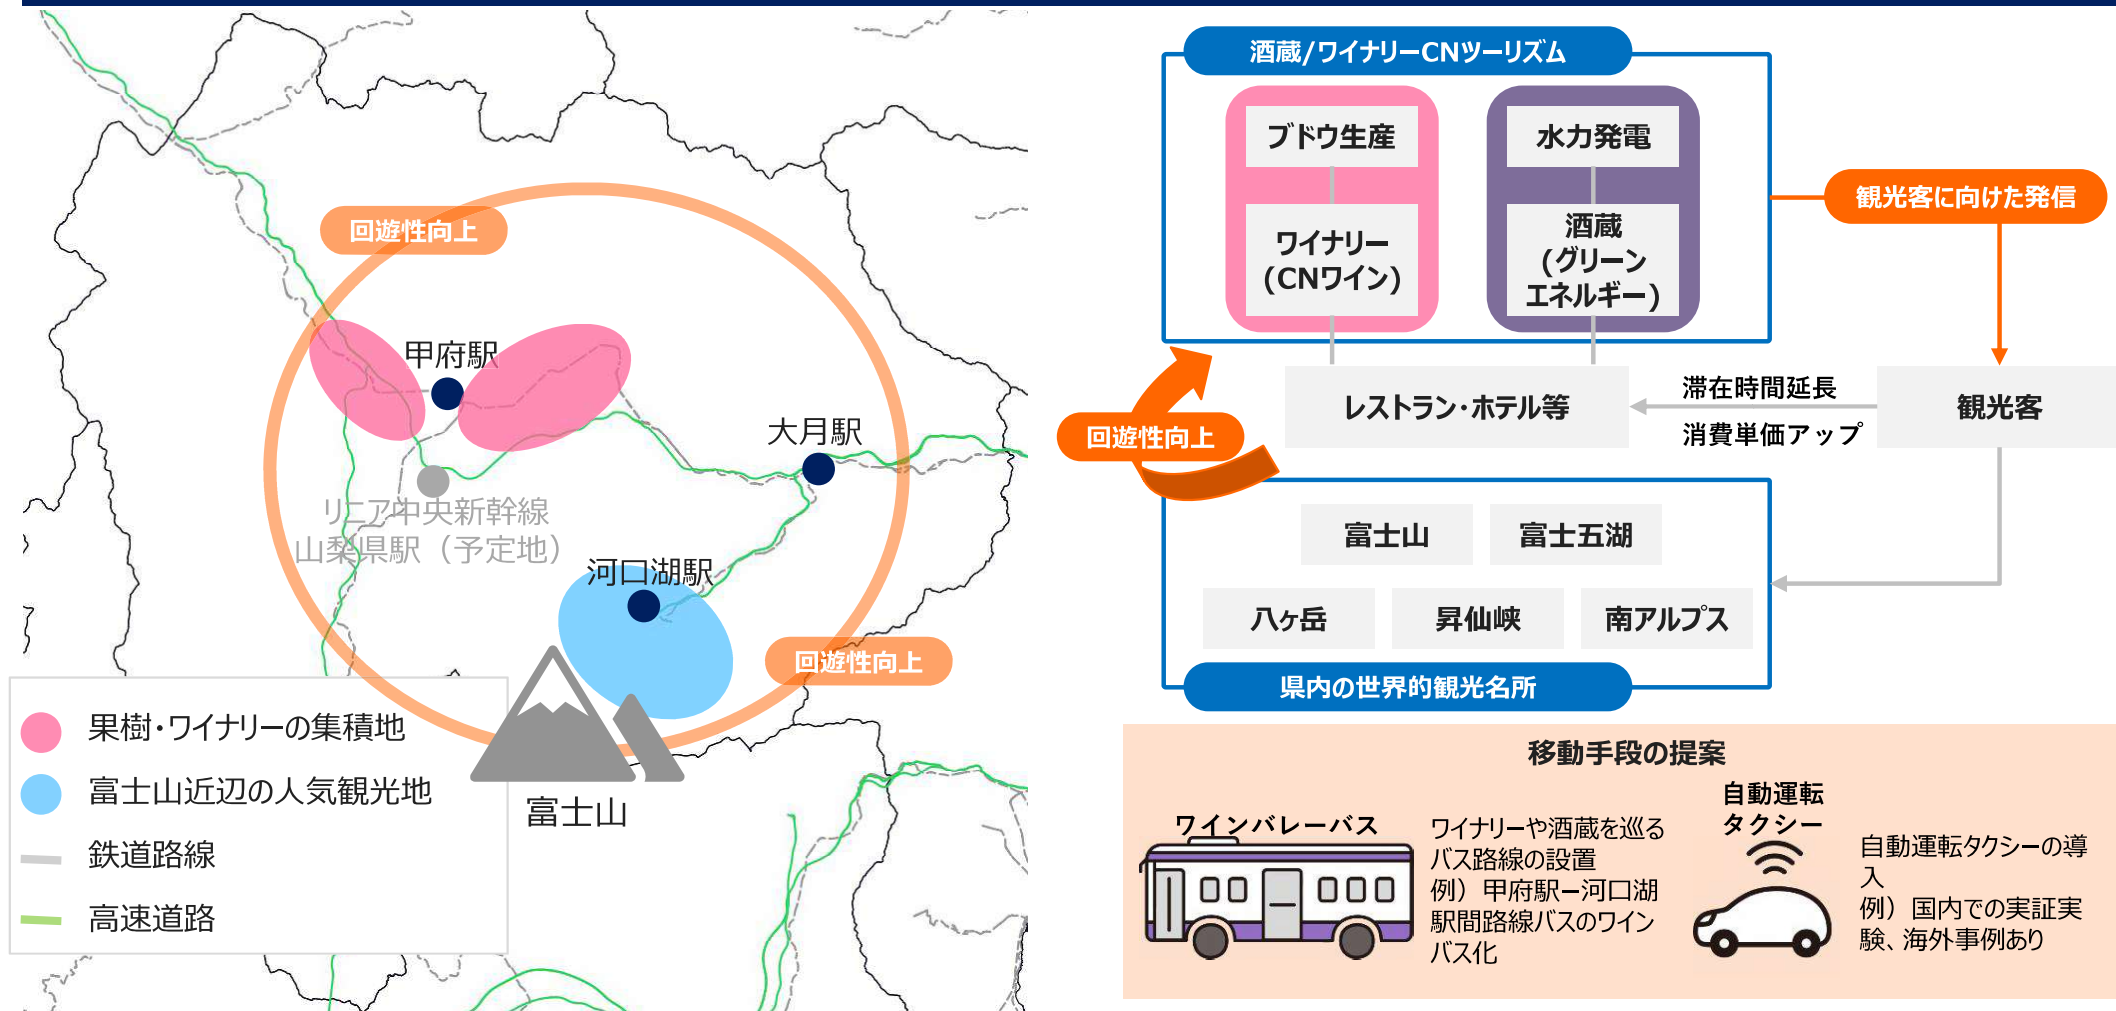 回遊性向上
甲府駅
大月駅
リニア中央新幹線
山梨県駅（予定地）
河口湖駅
回遊性向上
富士山
果樹・ワイナリーの集積地
富士山近辺の人気観光地
鉄道路線
高速道路
酒蔵/ワイナリーCNツーリズム
ブドウ生産
ワイナリー
(CNワイン)
水力発電
酒蔵
(グリーン
エネルギー)
観光客に向けた発信
レストラン・ホテル等
滞在時間延長
消費単価アップ
観光客
回遊性向上
富士山
富士五湖
八ヶ岳
昇仙峡
南アルプス
県内の世界的観光名所
移動手段の提案
ワインバレーバス
ワイナリーや酒蔵を巡る
バス路線の設置
例）甲府駅ー河口湖
駅間路線バスのワイン
バス化
自動運転
タクシー
自動運転タクシーの導
入
例）国内での実証実
験、海外事例あり